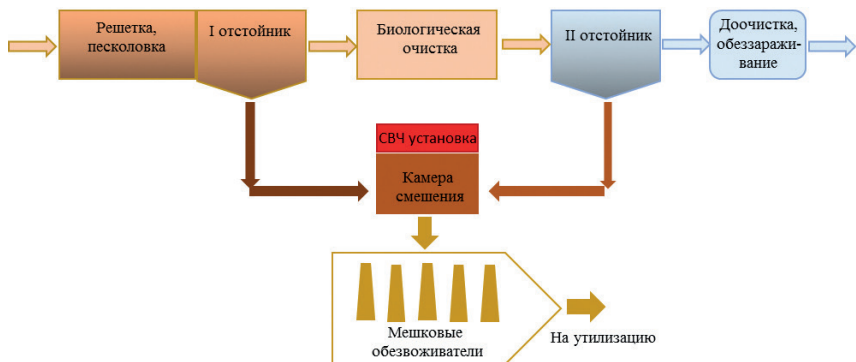 Решетка,
песколовка
I отстойник
Биологическая
очистка
II отстойник
Доочистка,
обеззаражи-
вание
СВЧ установка
Камера
смешения
Мешковые
обезвоживатели
На утилизацию